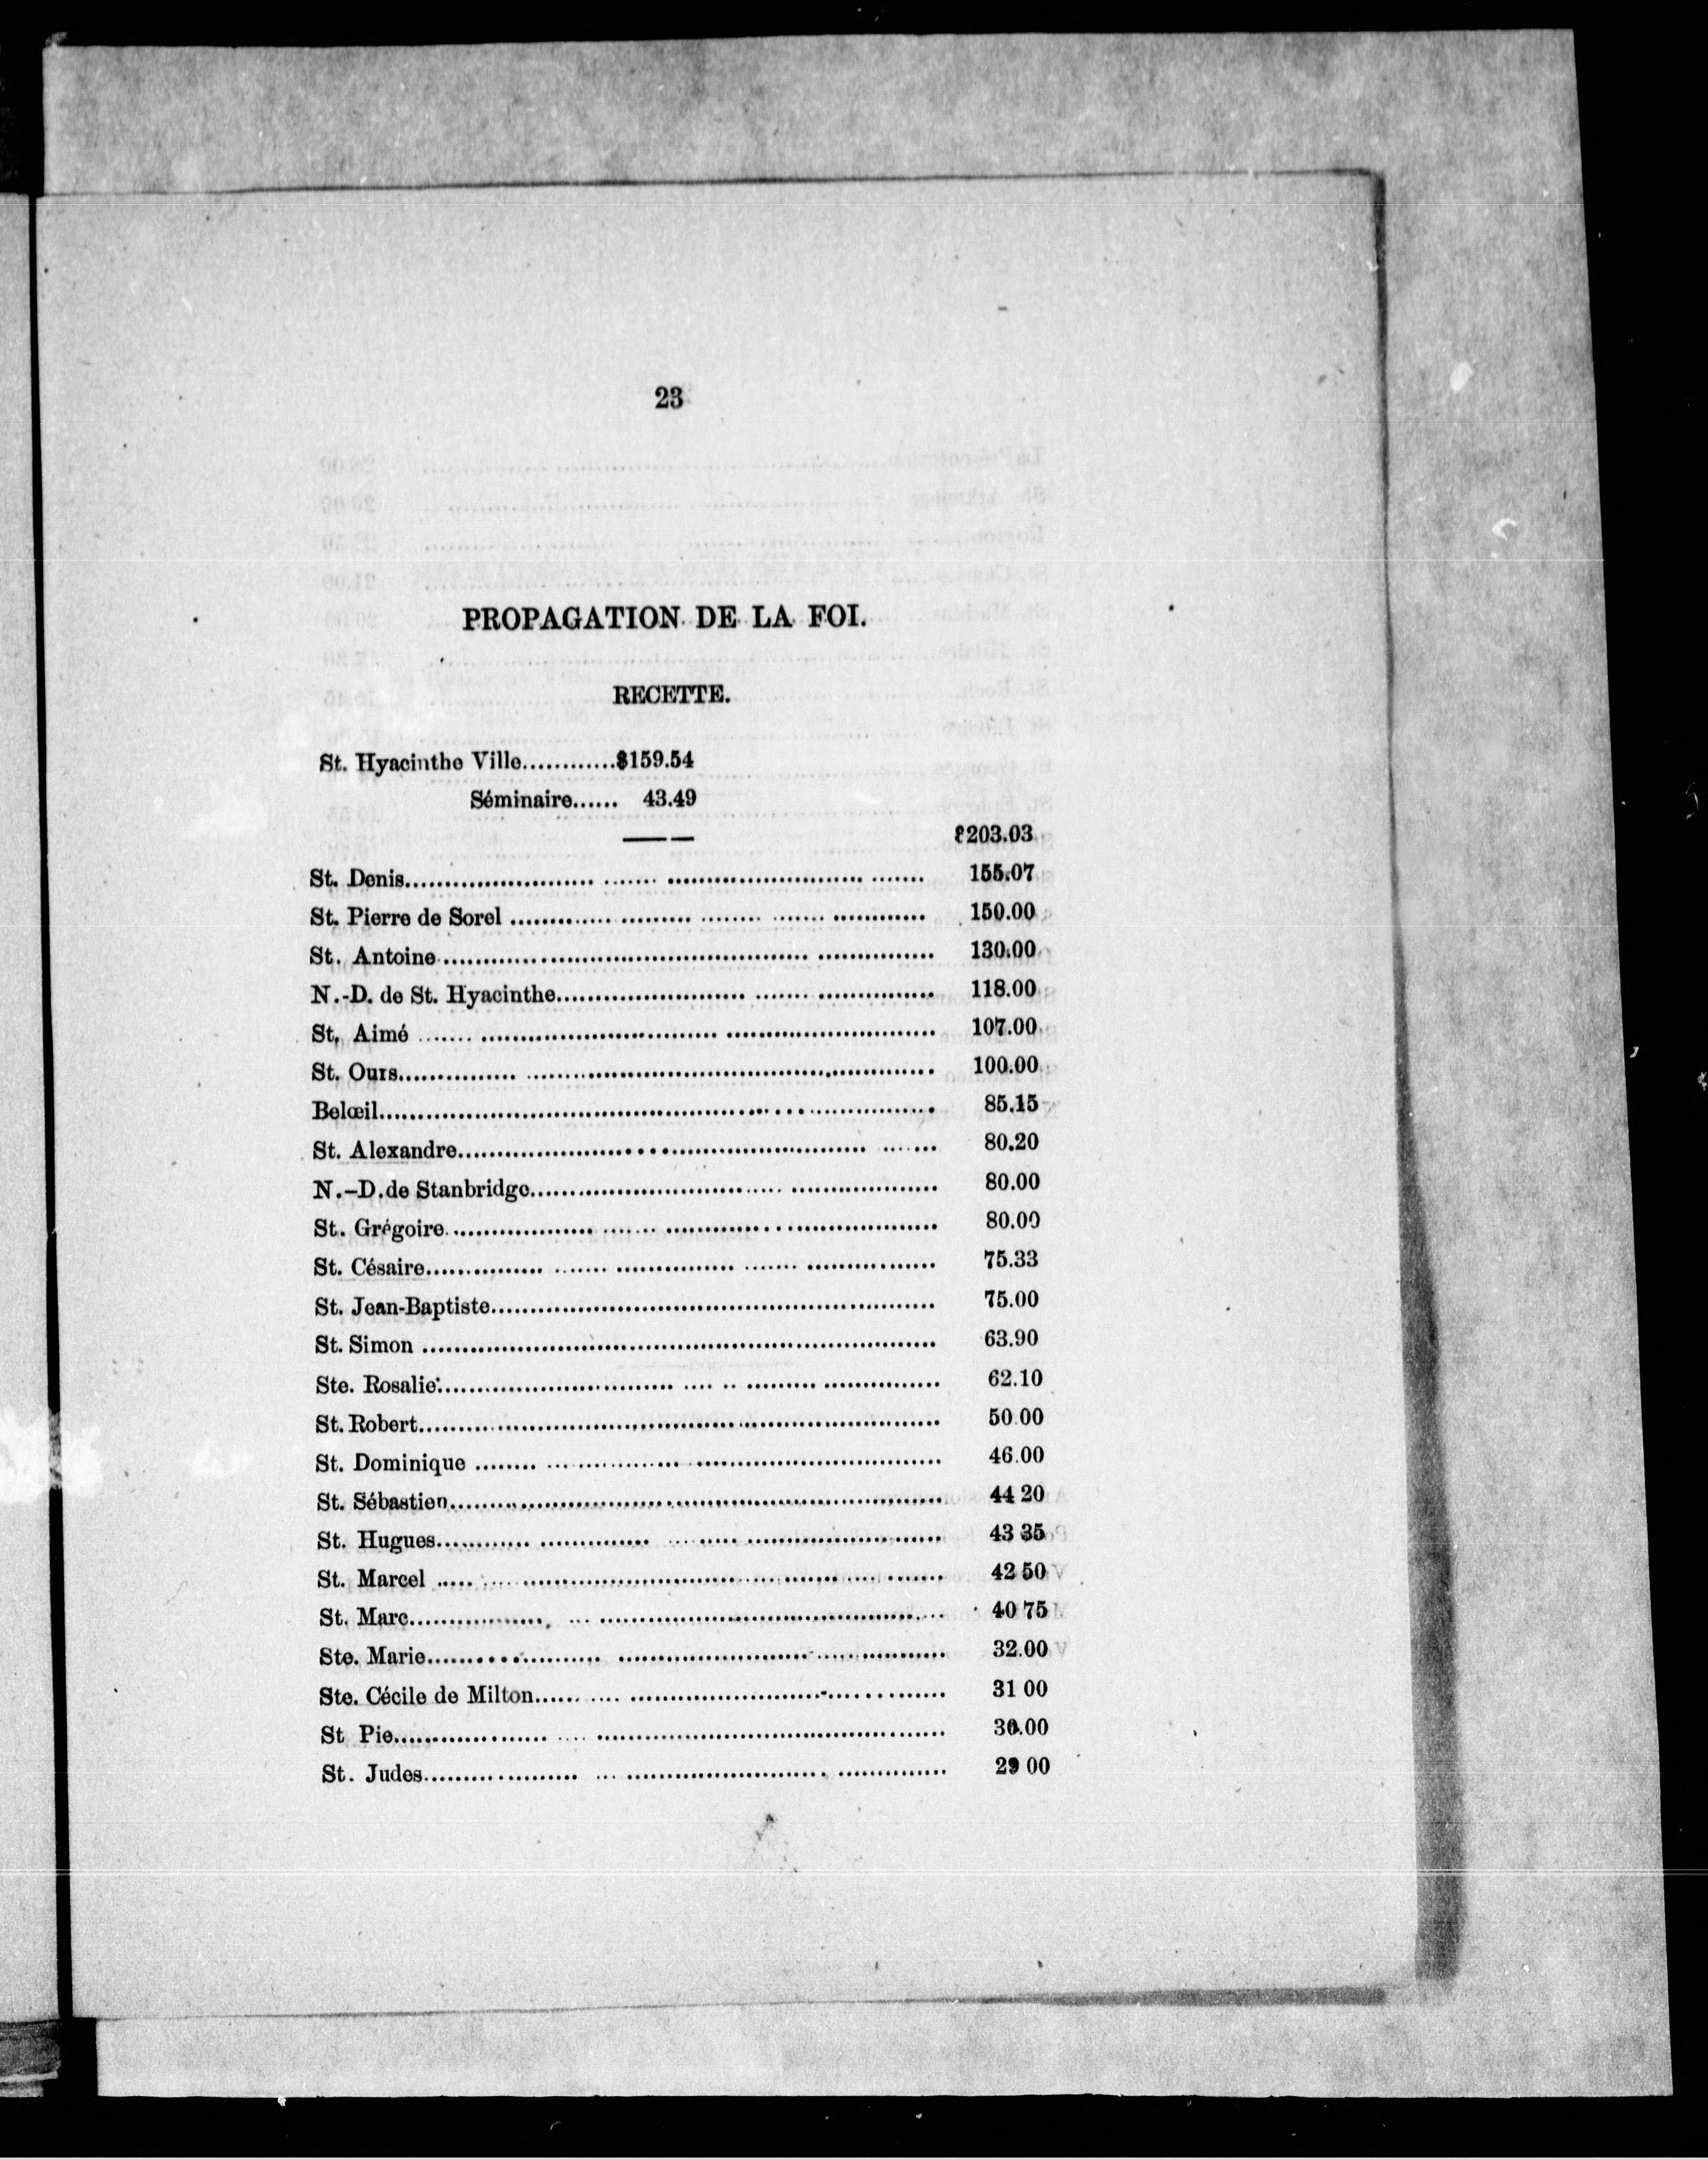 23
PROPAGATION DE LA FOI.
RECETTE.
St. Hyacinthe Ville............$159.54
Séminaire...... 43.49
$203.03
St. Denis........................ 155.07
St. Pierre de Sorel ........................ 150.00
St. Antoine........................ 130.00
N.-D. de St. Hyacinthe........................ 118.00
St. Aimé ........................ 107.00
St. Ours........................ 100.00
Belœil........................ 85.15
St. Alexandre........................ 80.20
N.-D. de Stanbridge........................ 80.00
St. Grégoire........................ 80.00
St. Césaire........................ 75.33
St. Jean-Baptiste........................ 75.00
St. Simon ........................ 63.90
Ste. Rosalie........................ 62.10
St. Robert........................ 50.00
St. Dominique ........................ 46.00
St. Sébastien........................ 44 20
St. Hugues........................ 43 35
St. Marcel ........................ 42 50
St. Marc........................ 40 75
Ste. Marie........................ 32.00
Ste. Cécile de Milton........................ 31 00
St Pie........................ 30.00
St. Judes........................ 29 00